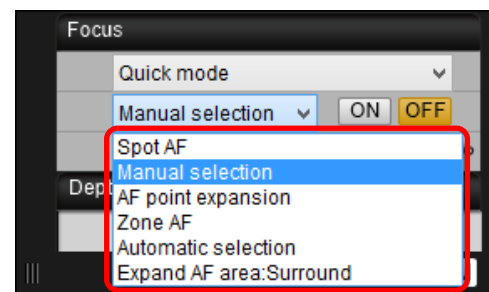 Focus
Quick mode
Manual selection ON OFF
Spot AF
Manual selection
Dep
AF point expansion
Zone AF
Automatic selection
Expand AF area:Surround